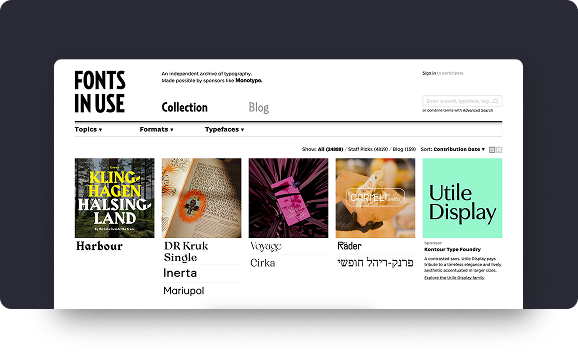 FONTS
IN USE
An independent archive of typography.
Made possible by sponsors like Monotype.
Sign in to participate.
Collection
Blog
Enter a word, typeface, tag,
or combine terms with Advanced Search
Topics ▾
Formats ▾
Typefaces ▾
Show: All (24888) / Staff Picks (4919) / Blog (159)
Sort: Contribution Date ▾
KLING-
HAGEN
HÄLSING-
LAND
Utile
Display
Harbour
DR Kruk
Single
Inerta
Mariupol
Voyage
Cirka
Räder
פרנק-ריהל חופשי
Sponsor
Kontour Type Foundry
A contrasted sans, Utile Display pays
tribute to a timeless elegance and lively
aesthetic accentuated in larger sizes.
Explore the Utile Display family